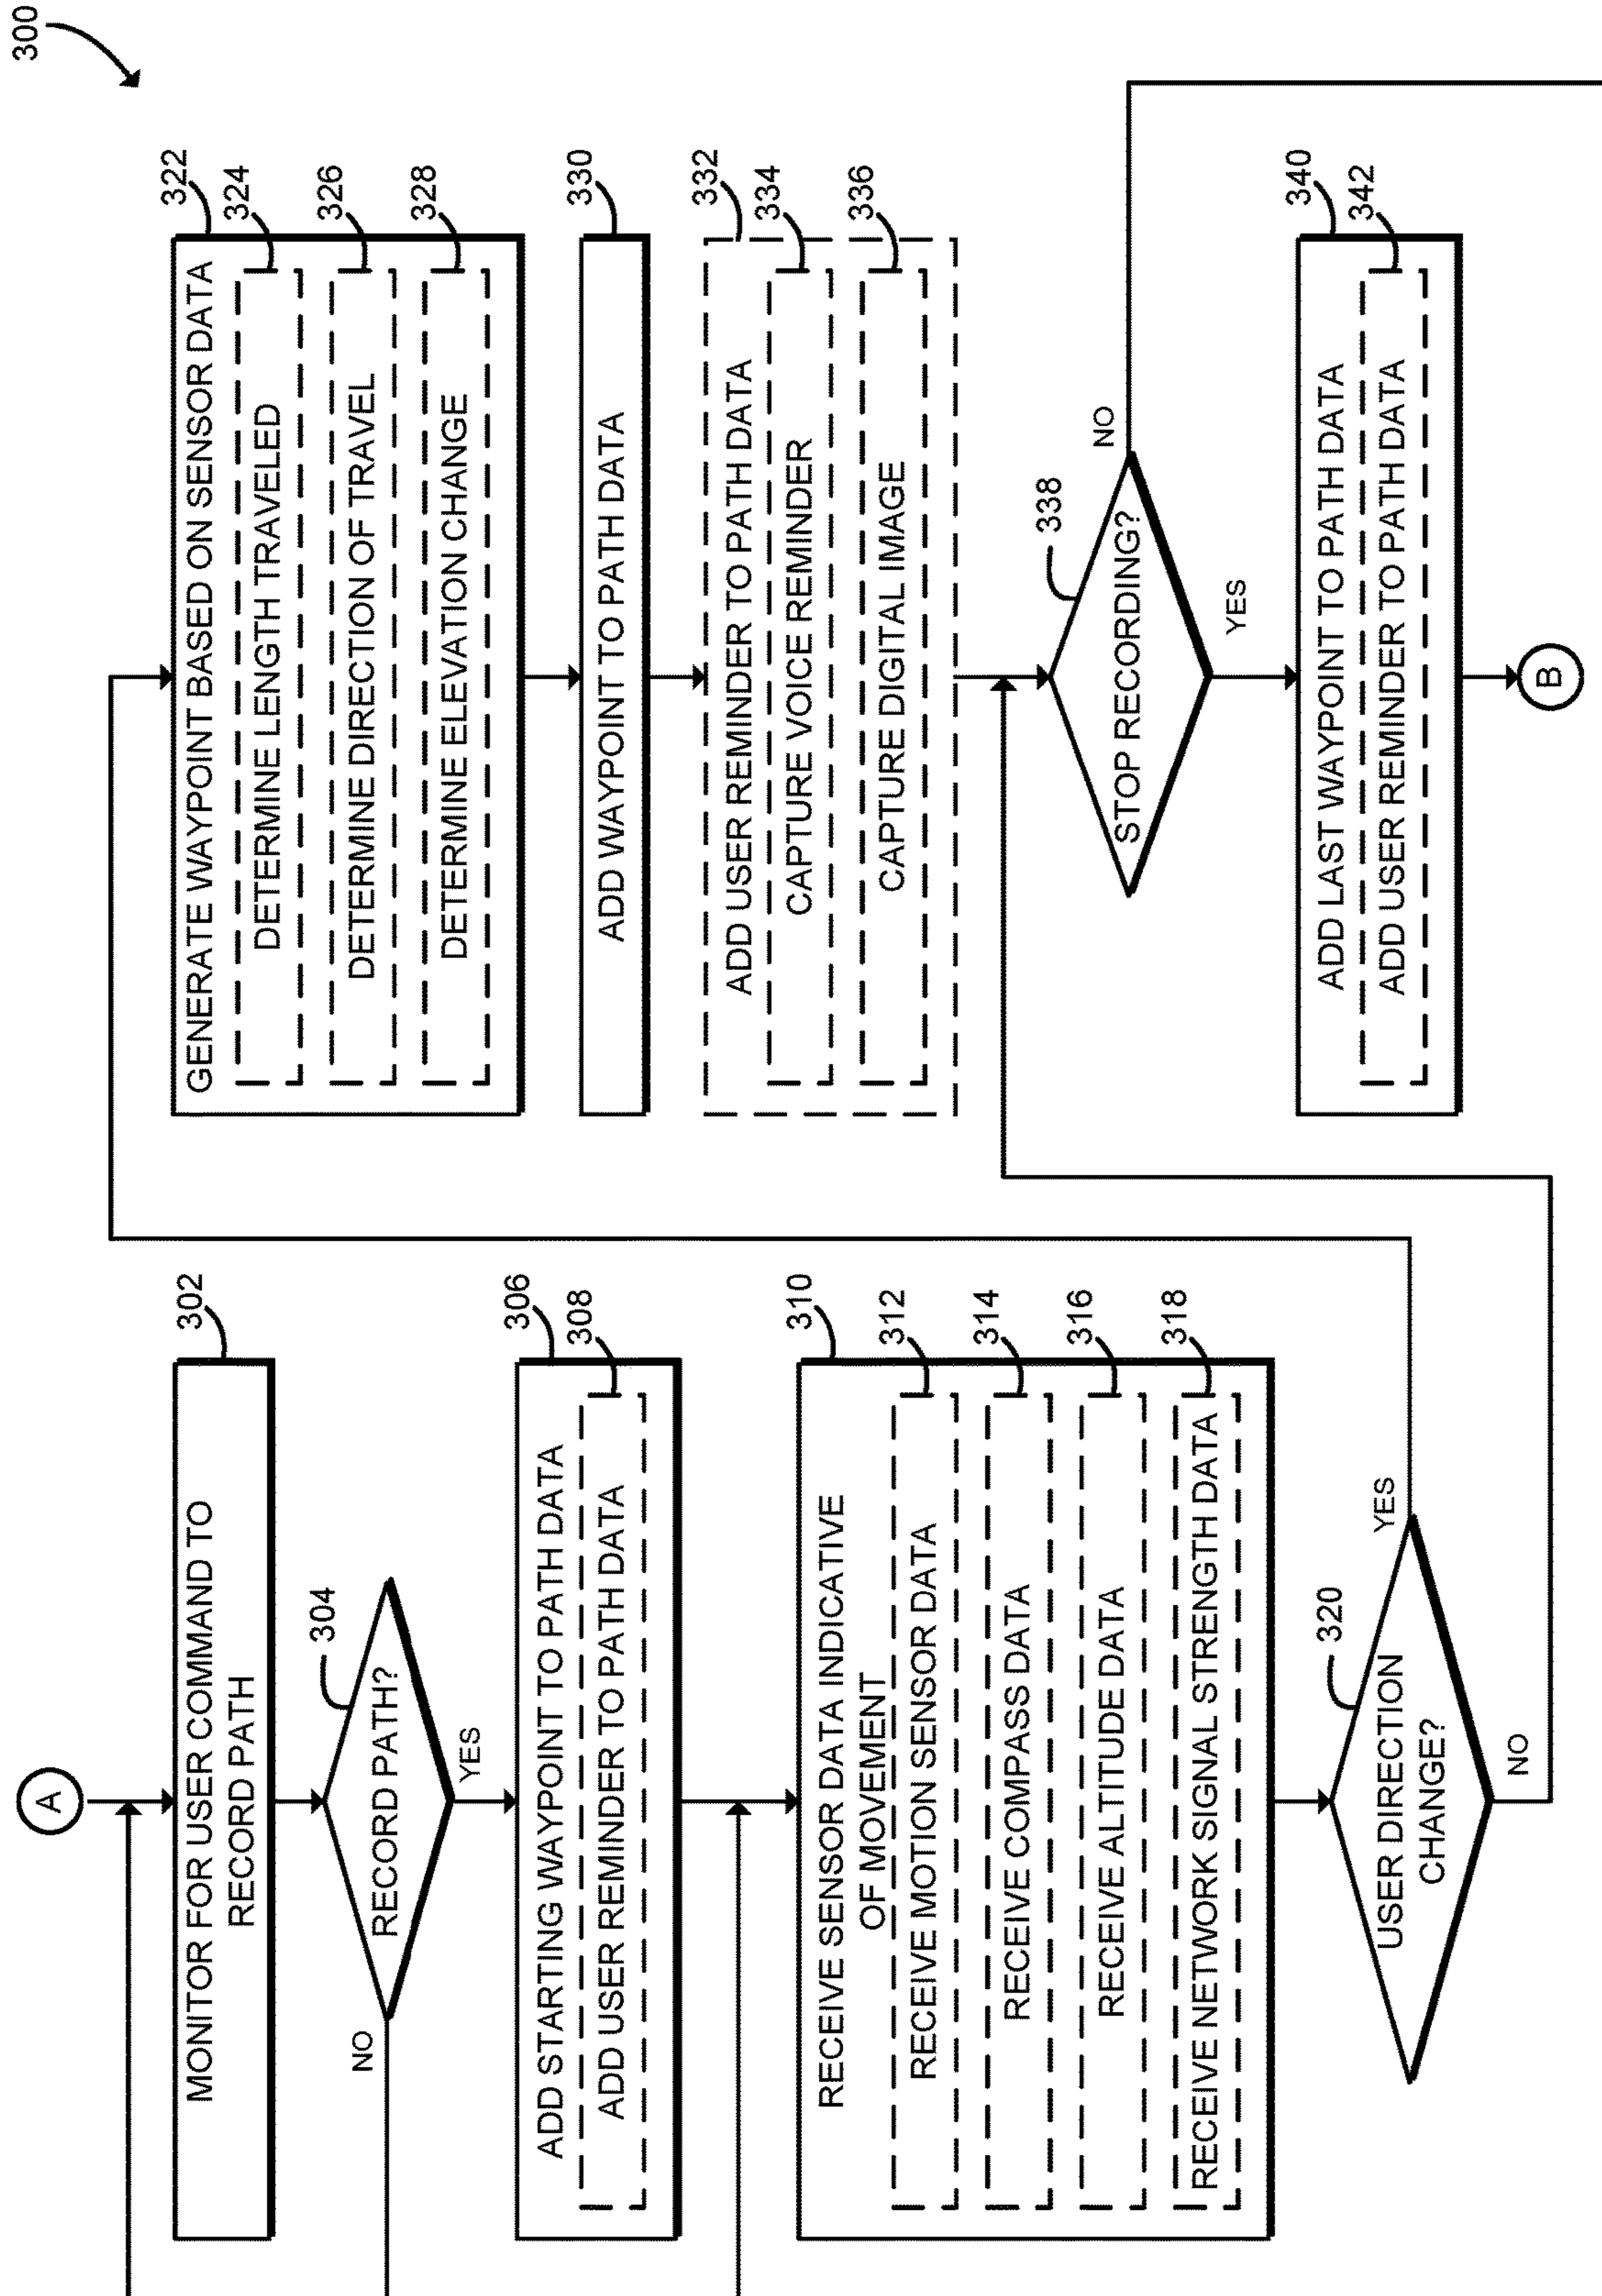 300
A
MONITOR FOR USER COMMAND TO
RECORD PATH
302
RECORD PATH?
304
NO
YES
ADD STARTING WAYPOINT TO PATH DATA
306
ADD USER REMINDER TO PATH DATA
308
RECEIVE SENSOR DATA INDICATIVE
OF MOVEMENT
310
RECEIVE MOTION SENSOR DATA
312
RECEIVE COMPASS DATA
314
RECEIVE ALTITUDE DATA
316
RECEIVE NETWORK SIGNAL STRENGTH DATA
318
USER DIRECTION
CHANGE?
320
YES
NO
GENERATE WAYPOINT BASED ON SENSOR DATA
322
DETERMINE LENGTH TRAVELED
324
DETERMINE DIRECTION OF TRAVEL
326
DETERMINE ELEVATION CHANGE
328
ADD WAYPOINT TO PATH DATA
330
ADD USER REMINDER TO PATH DATA
332
CAPTURE VOICE REMINDER
334
CAPTURE DIGITAL IMAGE
336
STOP RECORDING?
338
NO
YES
ADD LAST WAYPOINT TO PATH DATA
340
ADD USER REMINDER TO PATH DATA
342
B